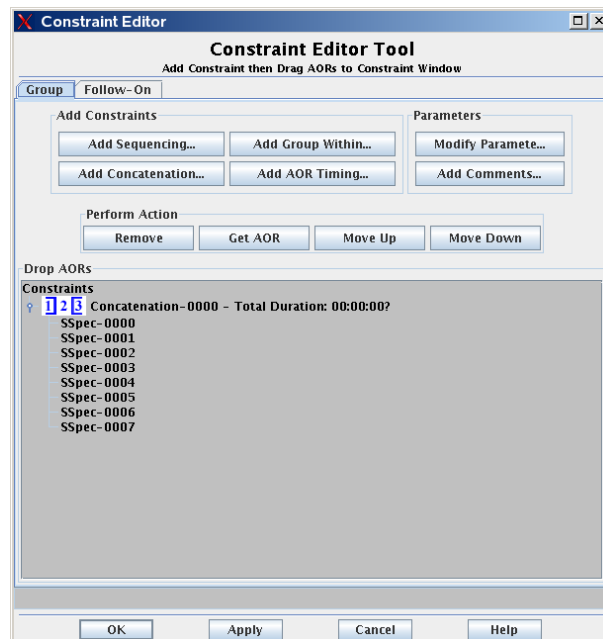 Constraint Editor
Constraint Editor Tool
Add Constraint then Drag AORs to Constraint Window
Group Follow-On
Add Constraints Parameters
Add Sequencing... Add Group Within... Modify Paramete...
Add Concatenation... Add AOR Timing... Add Comments...
Perform Action
Remove Get AOR Move Up Move Down
Drop AORs
Constraints
1 2 3 Concatenation-0000 - Total Duration: 00:00:00?
SSpec-0000
SSpec-0001
SSpec-0002
SSpec-0003
SSpec-0004
SSpec-0005
SSpec-0006
SSpec-0007
OK Apply Cancel Help